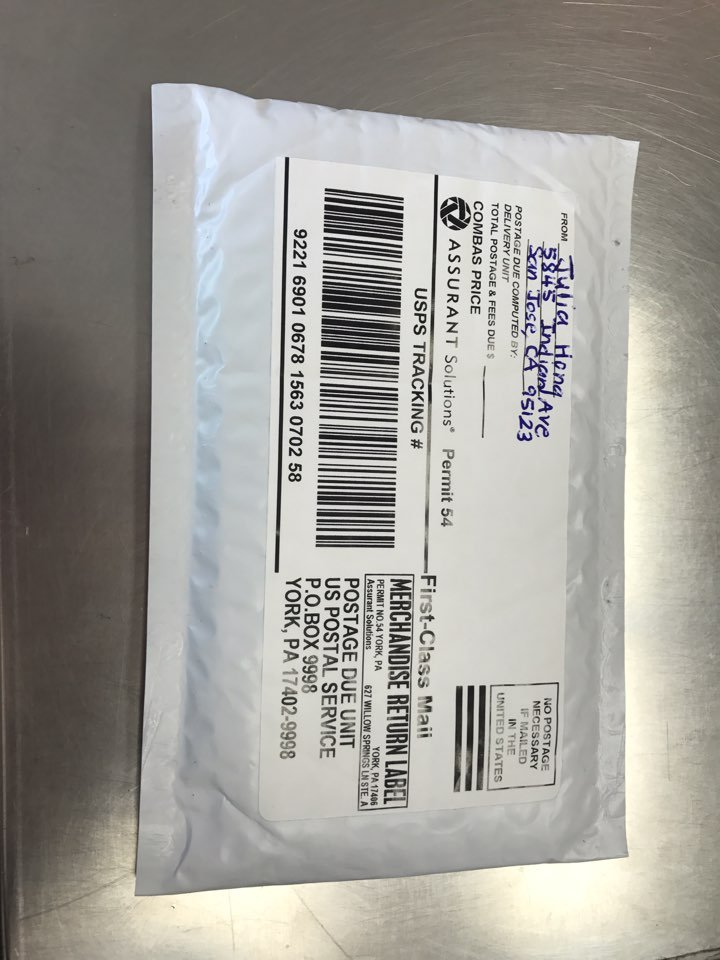 FROM
Julia Hong
5845 Indian Ave
San Jose, CA 95123
POSTAGE DUE COMPUTED BY:
DELIVERY UNIT
TOTAL POSTAGE & FEES DUE $
COMBAS PRICE
NO POSTAGE
NECESSARY
IF MAILED
IN THE
UNITED STATES
ASSURANT Solutions® Permit 54
First-Class Mail
USPS TRACKING #
9221 6901 0678 1563 0702 58
MERCHANDISE RETURN LABEL
PERMIT NO.54 YORK, PA YORK, PA 17406
Assurant Solutions 627 WILLOW SPRINGS LN STE. A
POSTAGE DUE UNIT
US POSTAL SERVICE
P.O.BOX 9998
YORK, PA 17402-9998